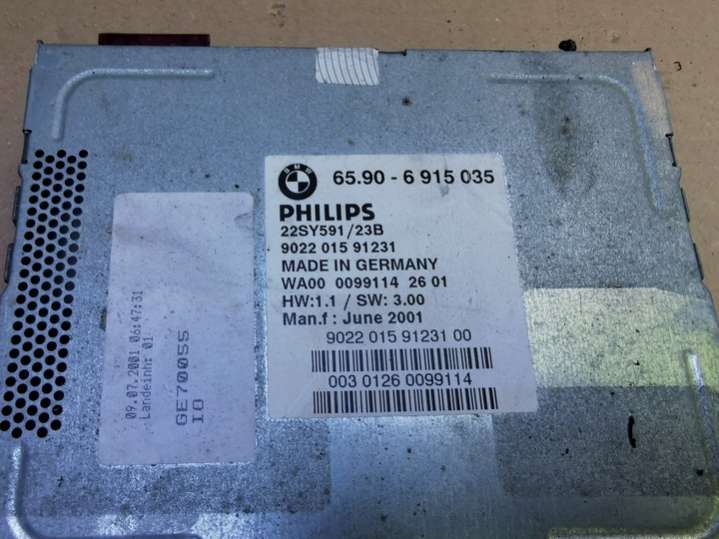 BMW
65.90 - 6 915 035
PHILIPS
22SY591/23B
9022 015 91231
MADE IN GERMANY
WA00 0099114 26 01
HW:1.1 / SW: 3.00
Man.f : June 2001
9022 015 91231 00
003 0126 0099114
09.07.2001 06:47:31
Landeinh: 01
GE70055
IO